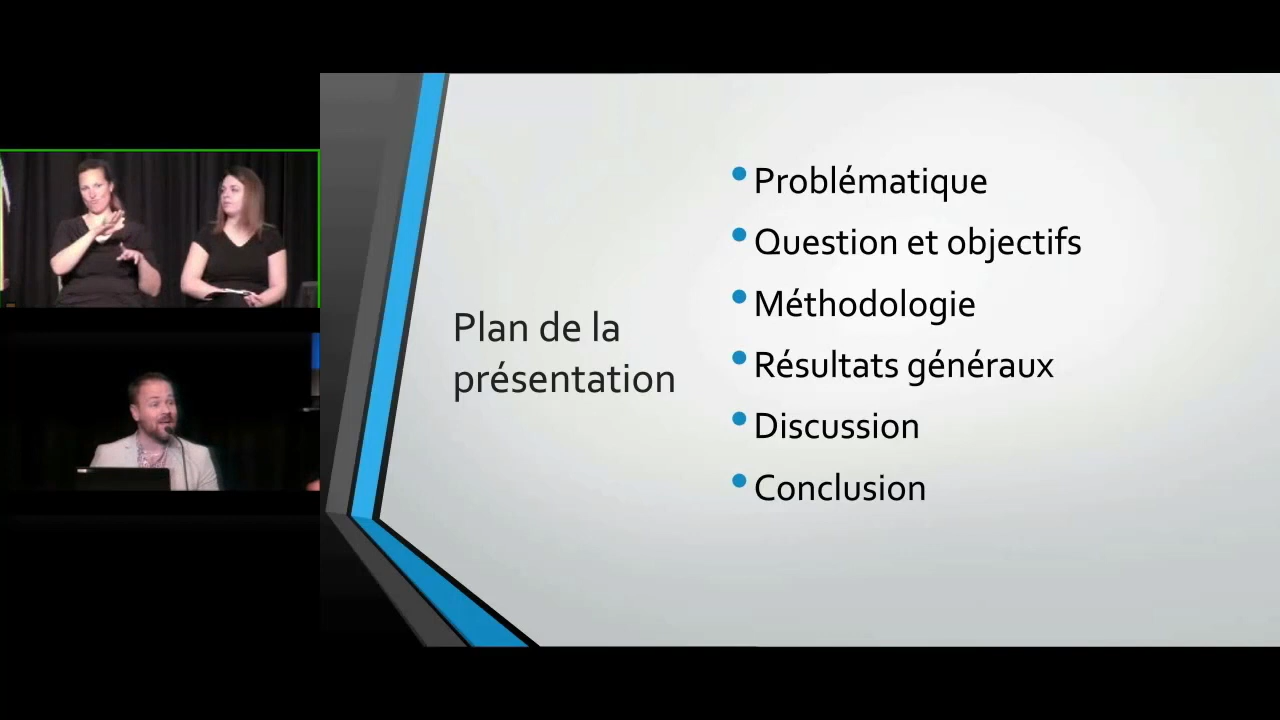 Plan de la
présentation
• Problématique
• Question et objectifs
• Méthodologie
• Résultats généraux
• Discussion
• Conclusion